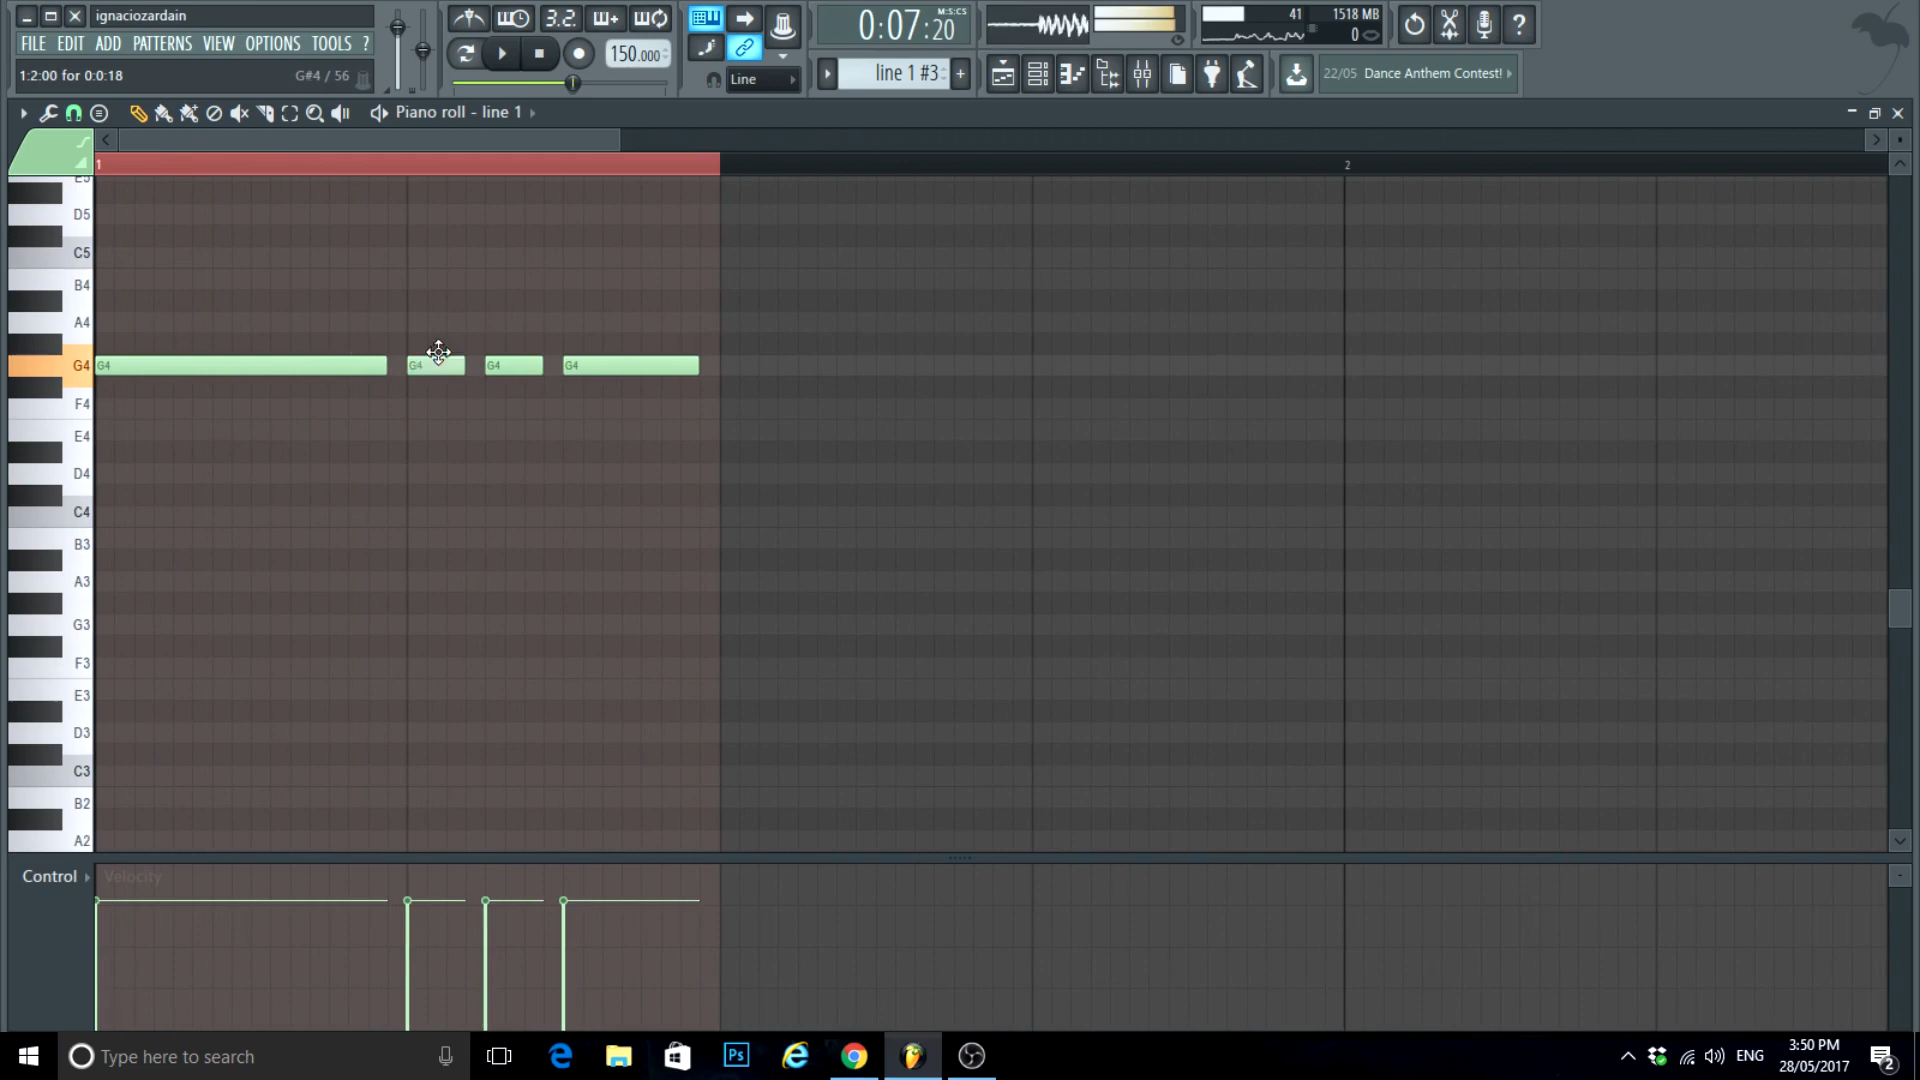 ignaciozardain
FILE EDIT ADD PATTERNS VIEW OPTIONS TOOLS ?
1:2:00 for 0:0:18 G#4 / 56
3.2.
150.000
Line
0:07:20
M:S:CS
line 1 #3
41 1518 MB
0
22/05 Dance Anthem Contest!
Piano roll - line 1
1 2
E5
D5
C5
B4
A4
G4 G4 G4 G4 G4
F4
E4
D4
C4
B3
A3
G3
F3
E3
D3
C3
B2
A2
Control Velocity
Type here to search
Ps
ENG
3:50 PM
28/05/2017
2